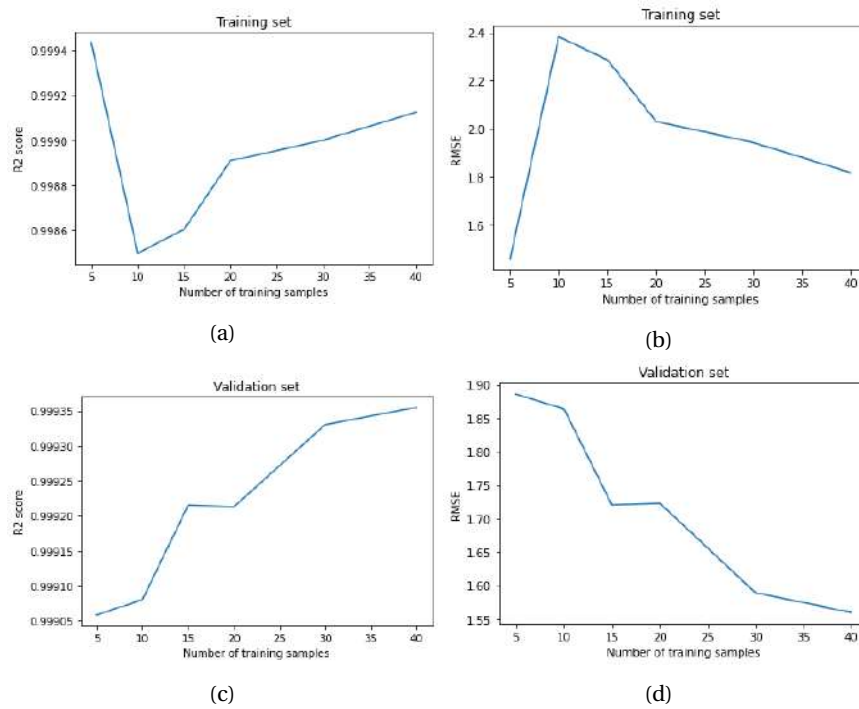 Training set
0.9994
0.9992
0.9990
0.9988
0.9986
R2 score
5 10 15 20 25 30 35 40
Number of training samples
(a)
Training set
2.4
2.2
2.0
1.8
1.6
RMSE
5 10 15 20 25 30 35 40
Number of training samples
(b)
Validation set
0.99935
0.99930
0.99925
0.99920
0.99915
0.99910
0.99905
R2 score
5 10 15 20 25 30 35 40
Number of training samples
(c)
Validation set
1.90
1.85
1.80
1.75
1.70
1.65
1.60
1.55
RMSE
5 10 15 20 25 30 35 40
Number of training samples
(d)